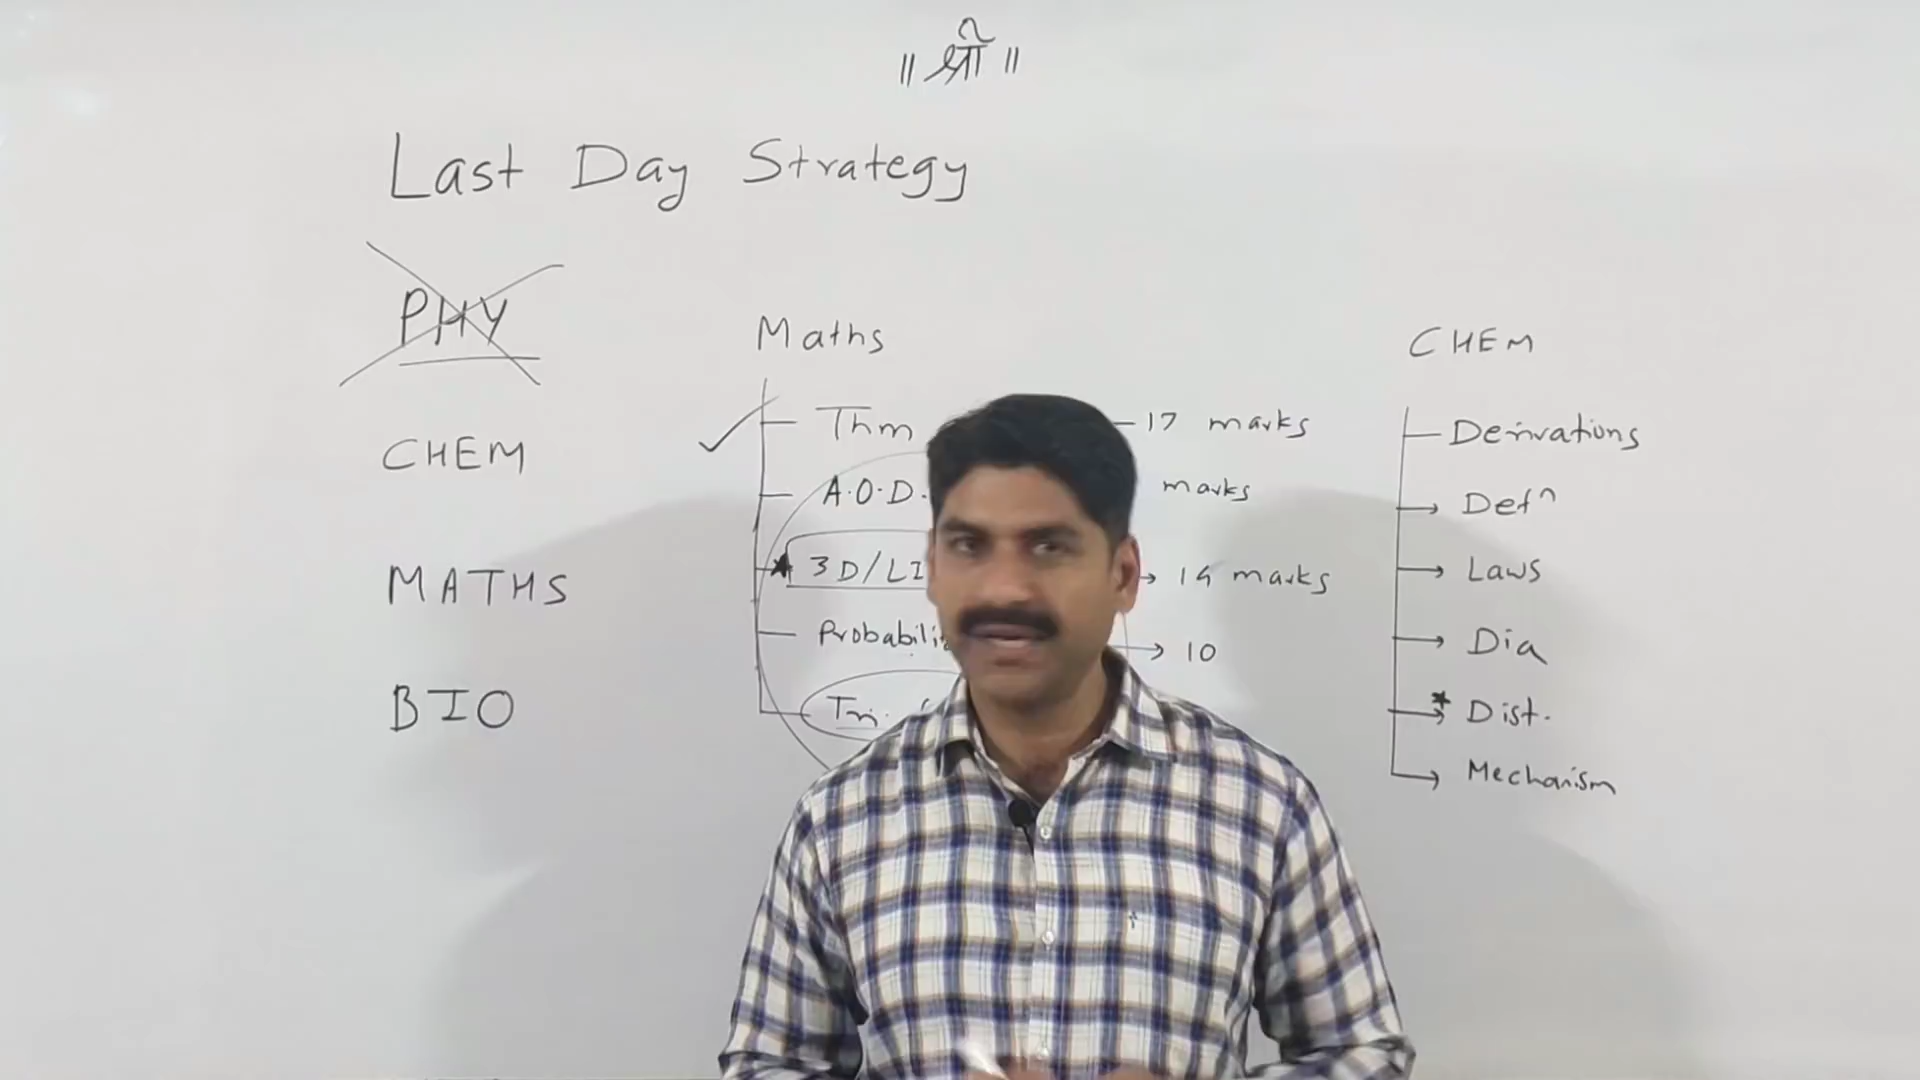 ॥ श्री ॥
Last Day Strategy
PHY
CHEM
MATHS
BIO
Maths
Thm 17 marks
A.O.D. marks
3D/LI → 14 marks
Probabili → 10
Tri.
CHEM
Derivations
Defⁿ
Laws
Dia
Dist.
Mechanism